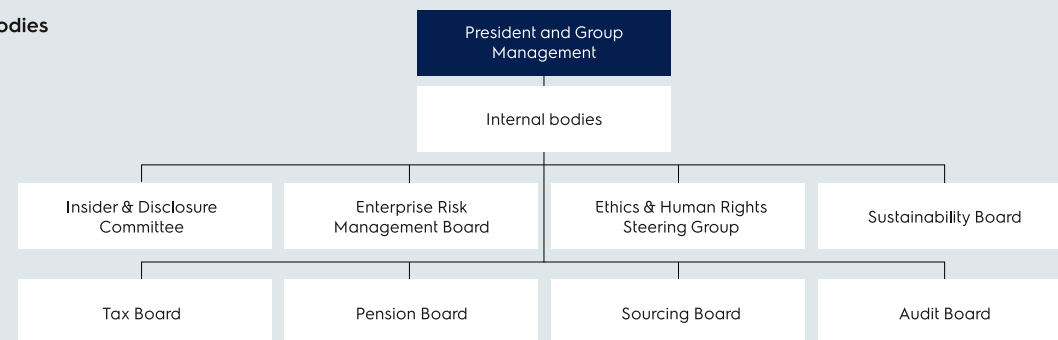 President and Group
Management
Internal bodies
Insider & Disclosure
Committee
Enterprise Risk
Management Board
Ethics & Human Rights
Steering Group
Sustainability Board
Tax Board
Pension Board
Sourcing Board
Audit Board